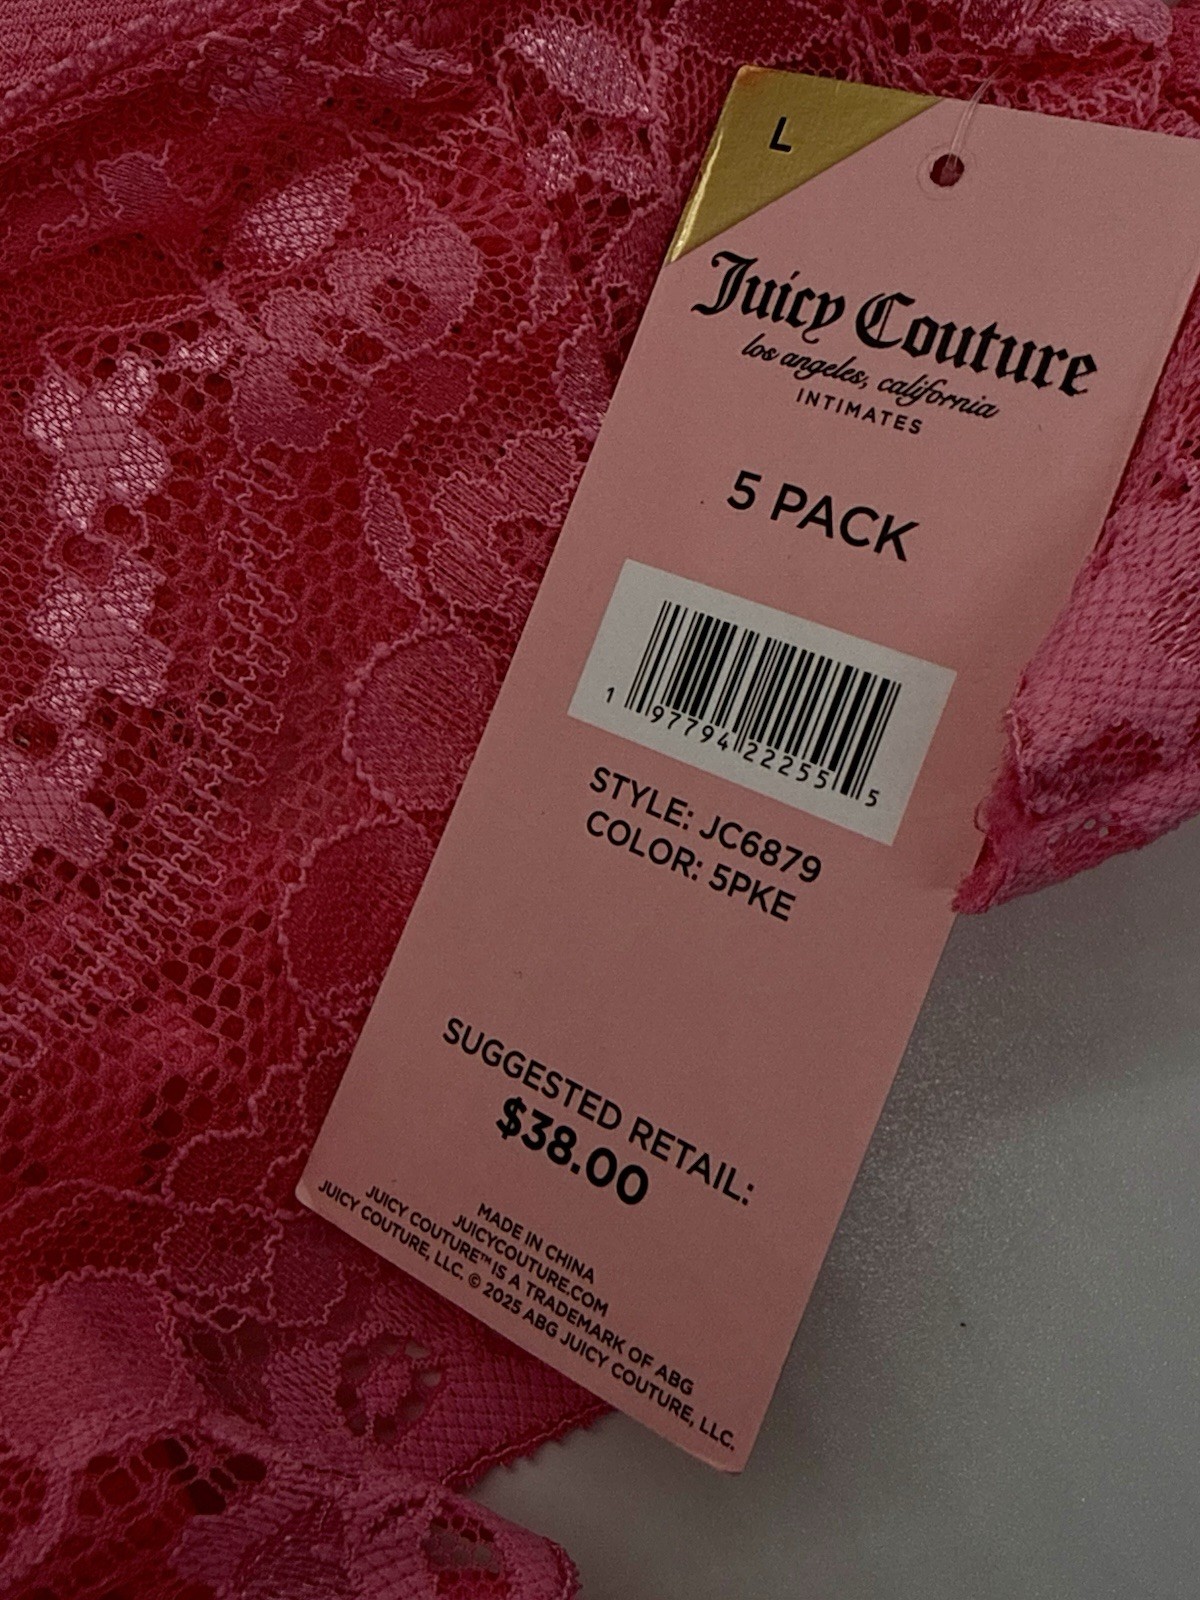 L
Juicy Couture
los angeles, california
INTIMATES
5 PACK
1 97794 22255 5
STYLE: JC6879
COLOR: 5PKE
SUGGESTED RETAIL:
$38.00
MADE IN CHINA
JUICYCOUTURE.COM
JUICY COUTURE™ IS A TRADEMARK OF ABG
JUICY COUTURE, LLC. © 2025 ABG JUICY COUTURE, LLC.